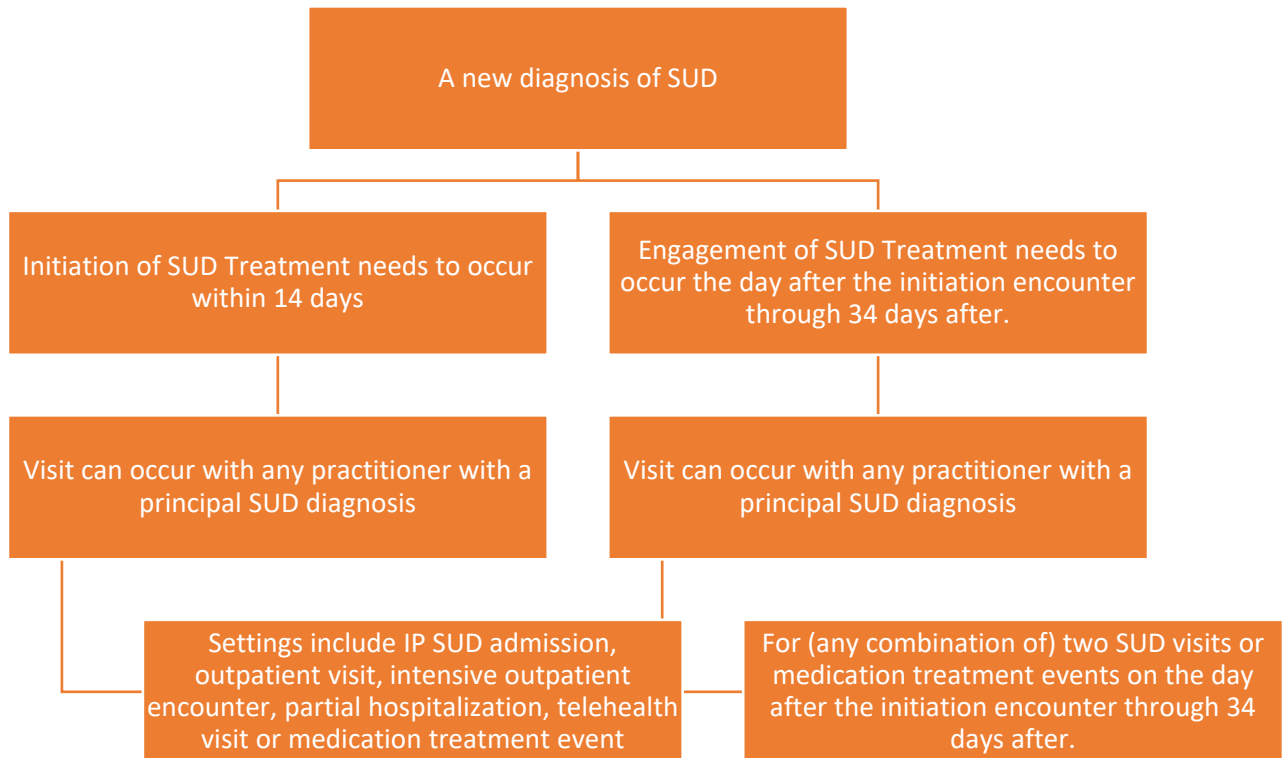 A new diagnosis of SUD
Initiation of SUD Treatment needs to occur
within 14 days
Engagement of SUD Treatment needs to
occur the day after the initiation encounter
through 34 days after.
Visit can occur with any practitioner with a
principal SUD diagnosis
Visit can occur with any practitioner with a
principal SUD diagnosis
Settings include IP SUD admission,
outpatient visit, intensive outpatient
encounter, partial hospitalization, telehealth
visit or medication treatment event
For (any combination of) two SUD visits or
medication treatment events on the day
after the initiation encounter through 34
days after.